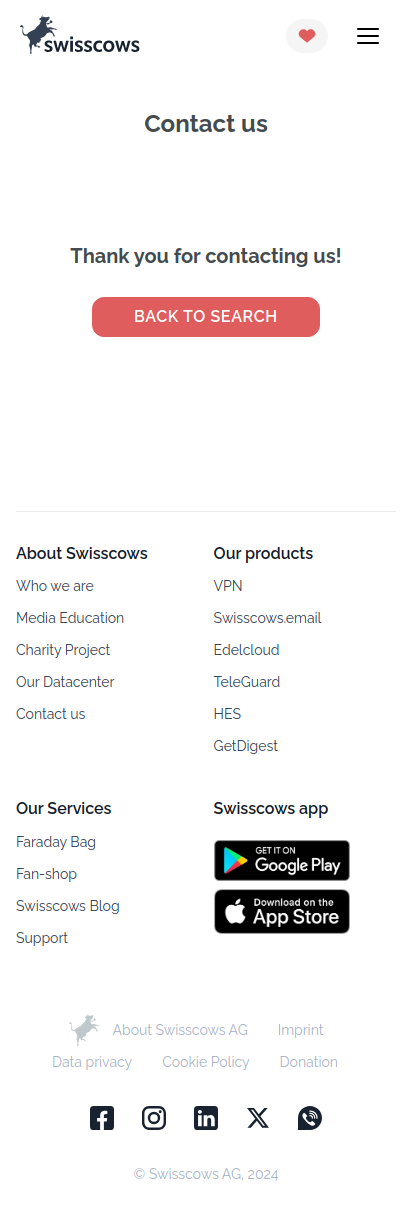 swisscows
Contact us
Thank you for contacting us!
BACK TO SEARCH
About Swisscows
Who we are
Media Education
Charity Project
Our Datacenter
Contact us
Our products
VPN
Swisscows.email
Edelcloud
TeleGuard
HES
GetDigest
Our Services
Faraday Bag
Fan-shop
Swisscows Blog
Support
Swisscows app
GET IT ON
Google Play
Download on the
App Store
About Swisscows AG Imprint
Data privacy Cookie Policy Donation
© Swisscows AG, 2024